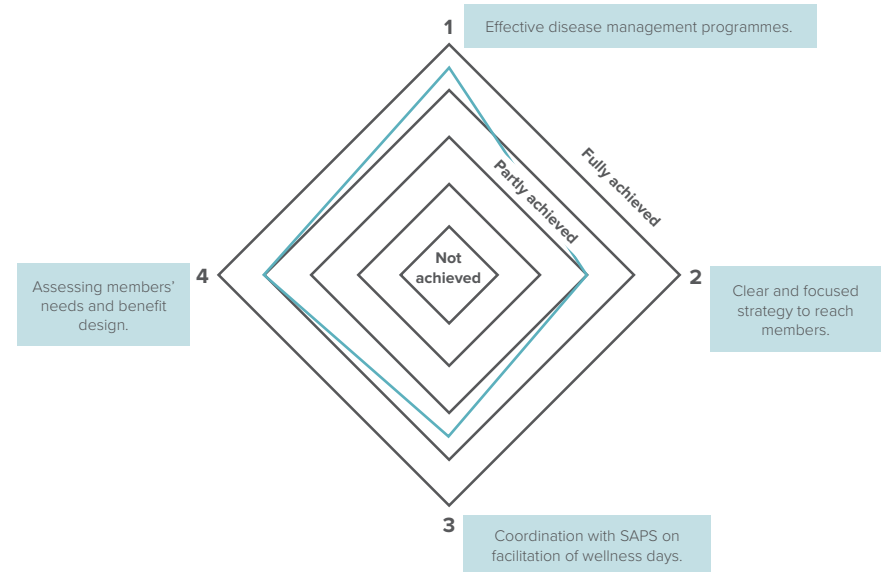 1
Effective disease management programmes.
Fully achieved
Partly achieved
Not
achieved
4
Assessing members’
needs and benefit
design.
2
Clear and focused
strategy to reach
members.
3
Coordination with SAPS on
facilitation of wellness days.